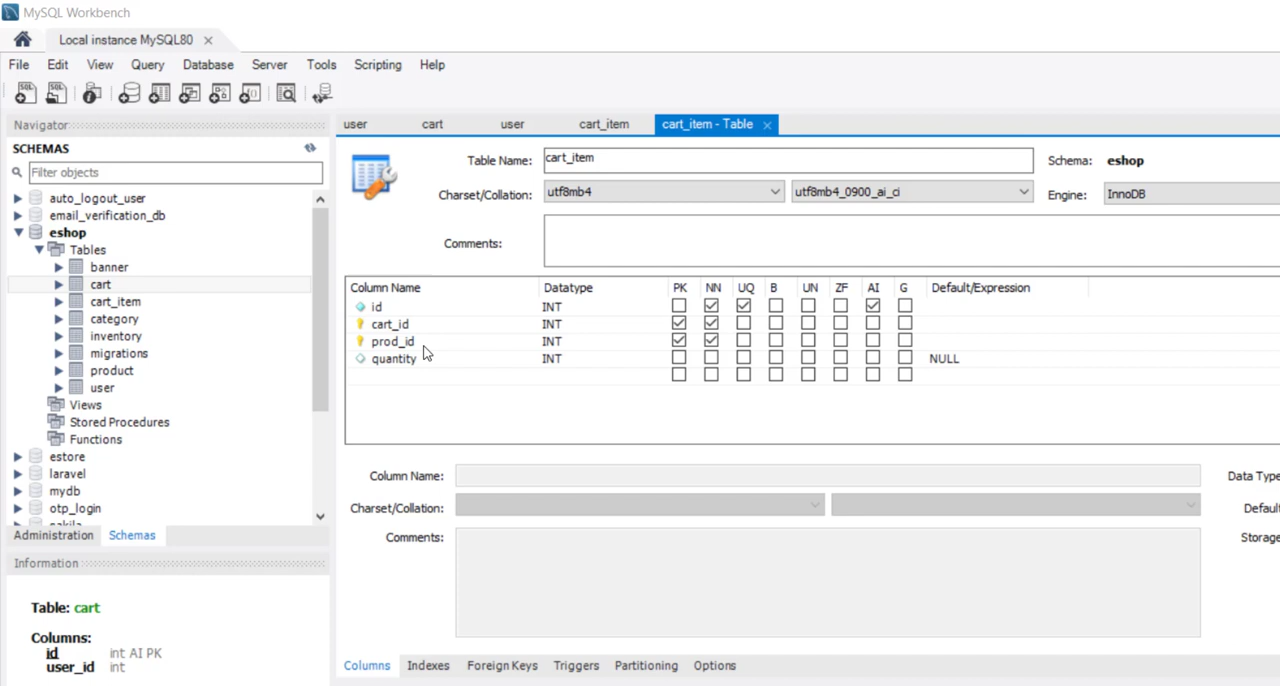 MySQL Workbench
Local instance MySQL80
File Edit View Query Database Server Tools Scripting Help
Navigator
SCHEMAS
Filter objects
auto_logout_user
email_verification_db
eshop
Tables
banner
cart
cart_item
category
inventory
migrations
product
user
Views
Stored Procedures
Functions
estore
laravel
mydb
otp_login
Administration Schemas
Information
Table: cart
Columns:
id int AI PK
user_id int
user cart user cart_item cart_item - Table
Table Name: cart_item Schema: eshop
Charset/Collation: utf8mb4 utf8mb4_0900_ai_ci Engine: InnoDB
Comments:
Column Name Datatype PK NN UQ B UN ZF AI G Default/Expression
id INT
cart_id INT
prod_id INT
quantity INT NULL
Column Name: Data Type
Charset/Collation: Default
Comments: Storage
Columns Indexes Foreign Keys Triggers Partitioning Options